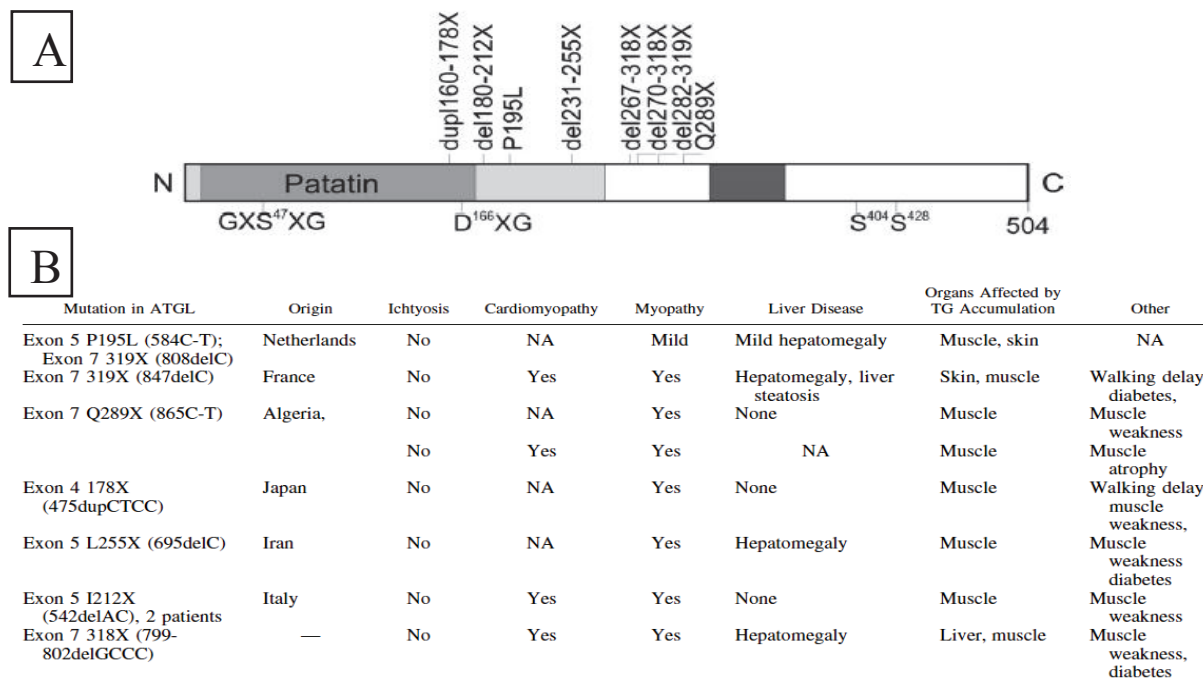 A
dupl160-178X
del180-212X
P195L
del231-255X
del267-318X
del270-318X
del282-319X
Q289X
N Patatin C
GXS⁴⁷XG D¹⁶⁶XG S⁴⁰⁴S⁴²⁸ 504
B
Organs Affected by
Mutation in ATGL Origin Ichtyosis Cardiomyopathy Myopathy Liver Disease TG Accumulation Other
Exon 5 P195L (584C-T); Netherlands No NA Mild Mild hepatomegaly Muscle, skin NA
Exon 7 319X (808delC)
Exon 7 319X (847delC) France No Yes Yes Hepatomegaly, liver Skin, muscle Walking delay
steatosis diabetes,
Exon 7 Q289X (865C-T) Algeria, No NA Yes None Muscle Muscle
weakness
No Yes Yes NA Muscle Muscle
atrophy
Exon 4 178X Japan No NA Yes None Muscle Walking delay
(475dupCTCC) muscle
weakness,
Exon 5 L255X (695delC) Iran No NA Yes Hepatomegaly Muscle Muscle
weakness
diabetes
Exon 5 I212X Italy No Yes Yes None Muscle Muscle
(542delAC), 2 patients weakness
Exon 7 318X (799- — No Yes Yes Hepatomegaly Liver, muscle Muscle
802delGCCC) weakness,
diabetes